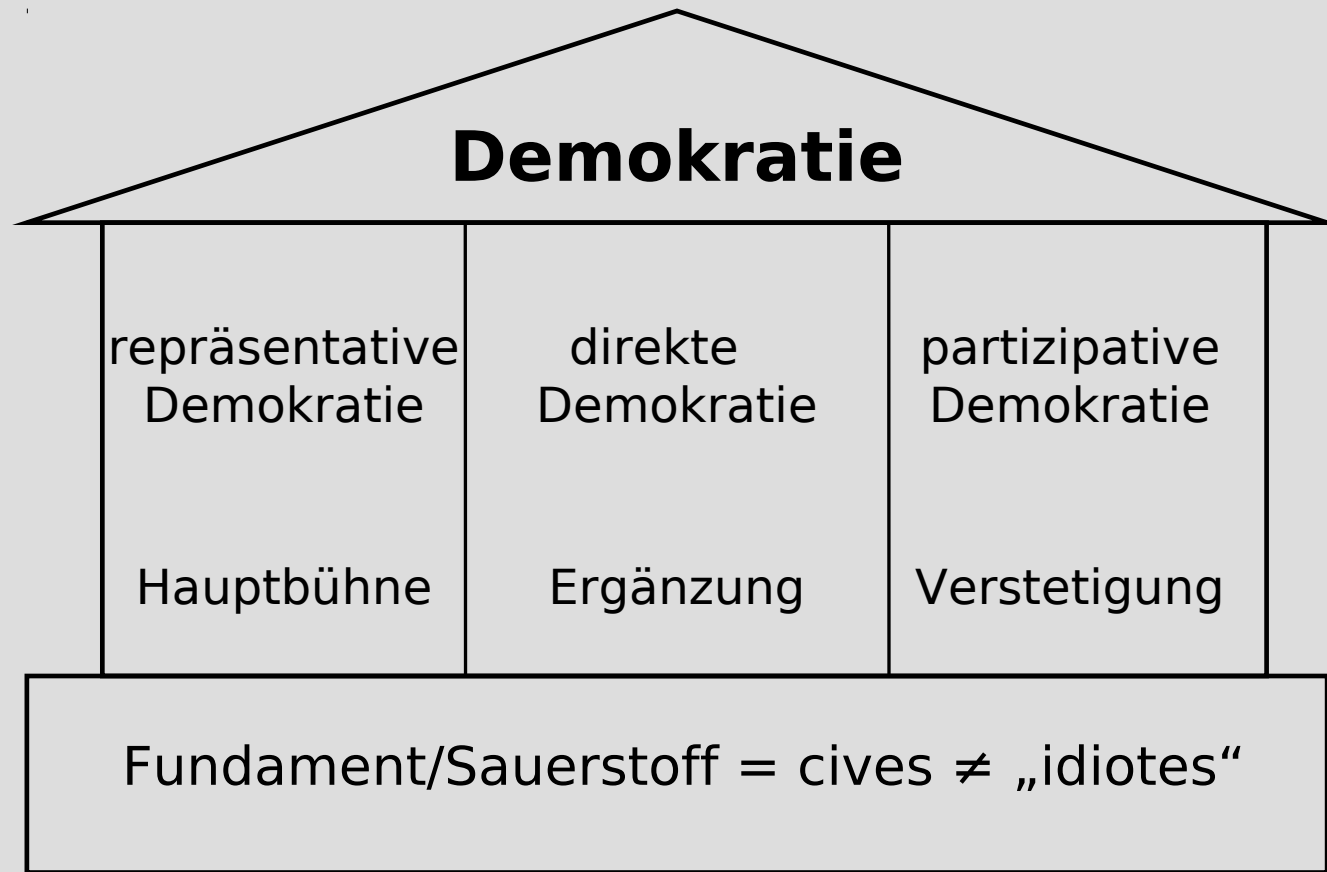 Demokratie
repräsentative
Demokratie
direkte
Demokratie
partizipative
Demokratie
Hauptbühne
Ergänzung
Verstetigung
Fundament/Sauerstoff = cives ≠ „idiotes“